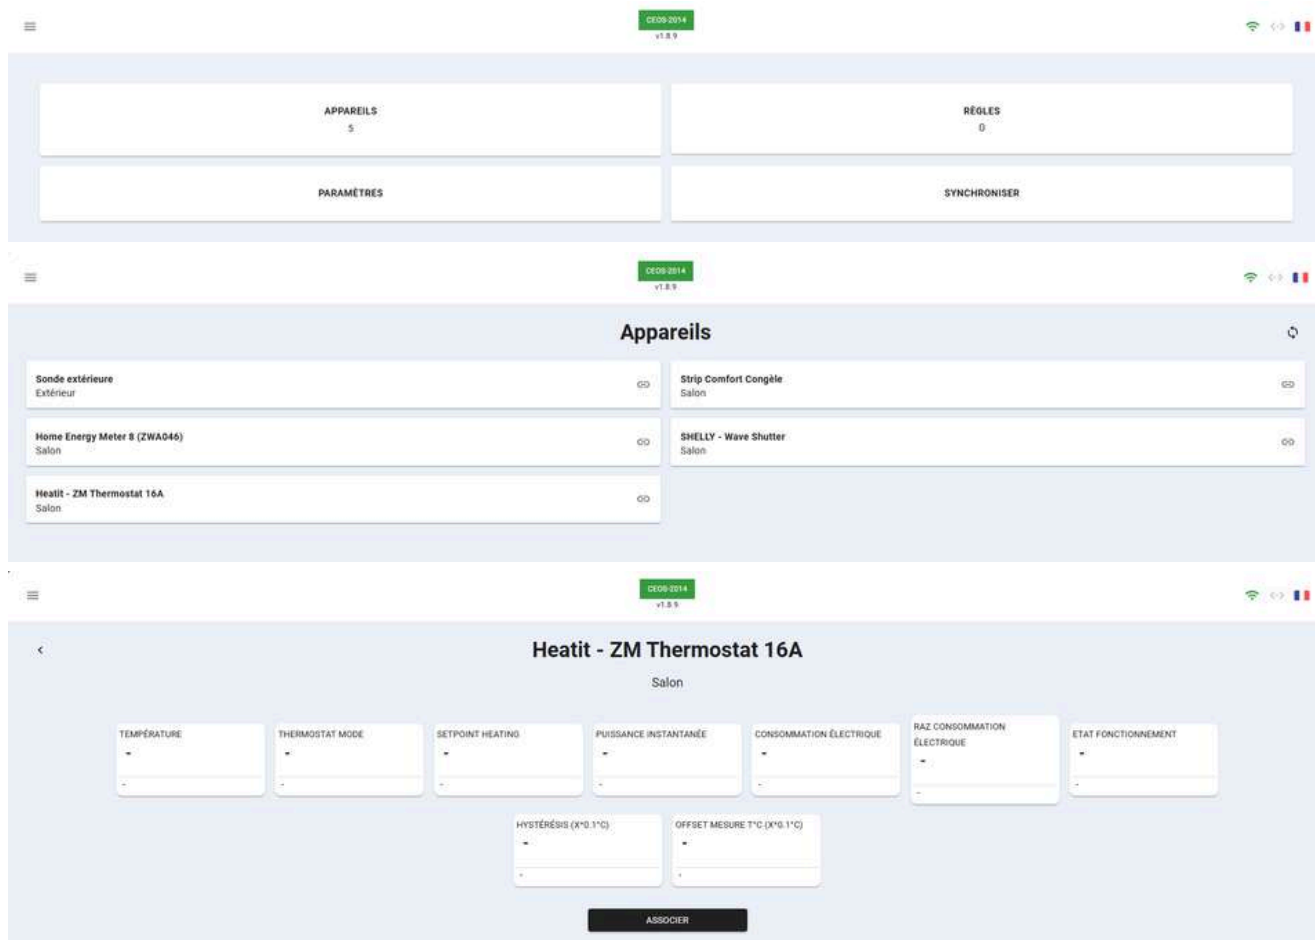 CEOS-2014
v1.8.9
APPAREILS
5
RÈGLES
0
PARAMÈTRES
SYNCHRONISER
CEOS-2014
v1.8.9
Appareils
Sonde extérieure
Extérieur
Strip Comfort Congèle
Salon
Home Energy Meter 8 (ZWA046)
Salon
SHELLY - Wave Shutter
Salon
Heatit - ZM Thermostat 16A
Salon
CEOS-2014
v1.8.9
Heatit - ZM Thermostat 16A
Salon
TEMPÉRATURE
-
-
THERMOSTAT MODE
-
-
SETPOINT HEATING
-
-
PUISSANCE INSTANTANÉE
-
-
CONSOMMATION ÉLECTRIQUE
-
-
RAZ CONSOMMATION
ÉLECTRIQUE
-
-
ETAT FONCTIONNEMENT
-
-
HYSTÉRÉSIS (X*0.1°C)
-
-
OFFSET MESURE T°C (X*0.1°C)
-
-
ASSOCIER